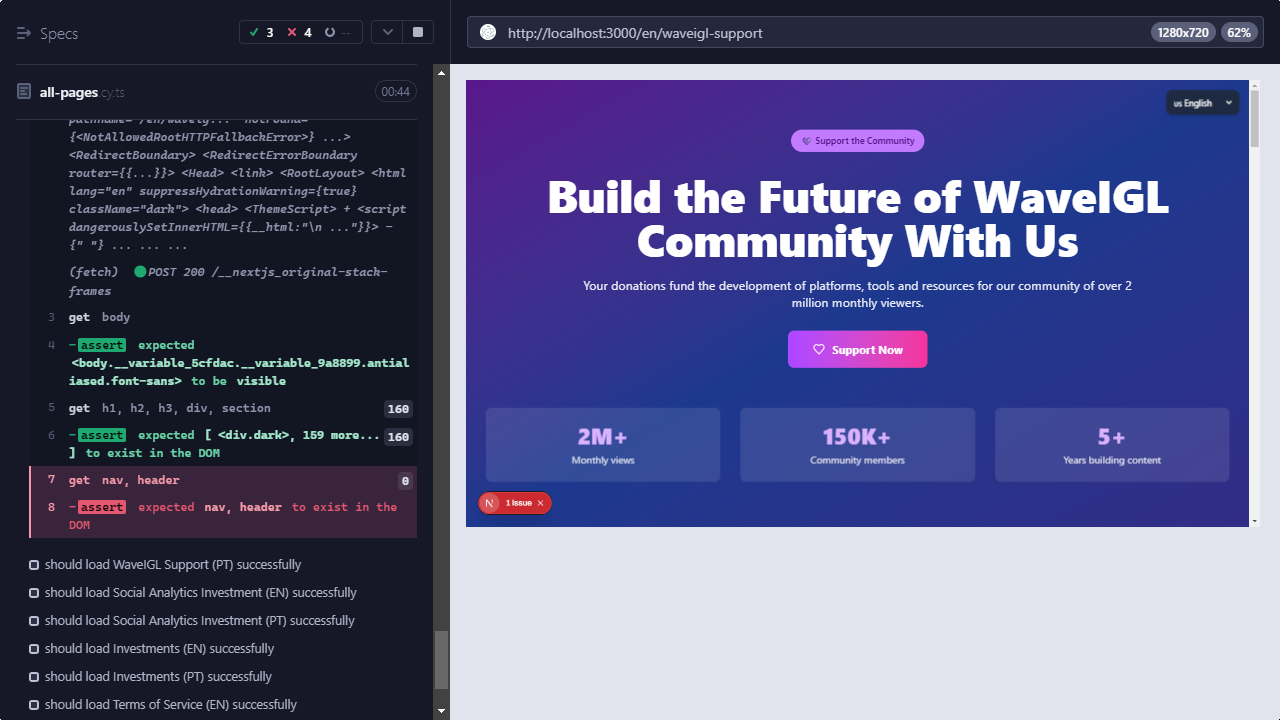 Specs
3
4
--
all-pages.cy.ts
00:44
pathname="/en/waveig..." notFound=
{<NotAllowedRootHTTPFallbackError>} ...>
<RedirectBoundary> <RedirectErrorBoundary
router={{...}}> <Head> <link> <RootLayout> <html
lang="en" suppressHydrationWarning={true}
className="dark"> <head> <ThemeScript> + <script
dangerouslySetInnerHTML={{__html:"\n ..."}}> -
{" "} ... ... ...
(fetch) POST 200 /__nextjs_original-stack-
frames
3 get body
4 -assert expected
<body.__variable_5cfdac.__variable_9a8899.antial
iased.font-sans> to be visible
5 get h1, h2, h3, div, section 160
6 -assert expected [ <div.dark>, 159 more... 160
] to exist in the DOM
7 get nav, header 0
8 -assert expected nav, header to exist in the
DOM
should load WaveIGL Support (PT) successfully
should load Social Analytics Investment (EN) successfully
should load Social Analytics Investment (PT) successfully
should load Investments (EN) successfully
should load Investments (PT) successfully
should load Terms of Service (EN) successfully
http://localhost:3000/en/waveigl-support
1280x720
62%
us English
Support the Community
Build the Future of WaveIGL
Community With Us
Your donations fund the development of platforms, tools and resources for our community of over 2
million monthly viewers.
Support Now
2M+
Monthly views
150K+
Community members
5+
Years building content
N 1 Issue